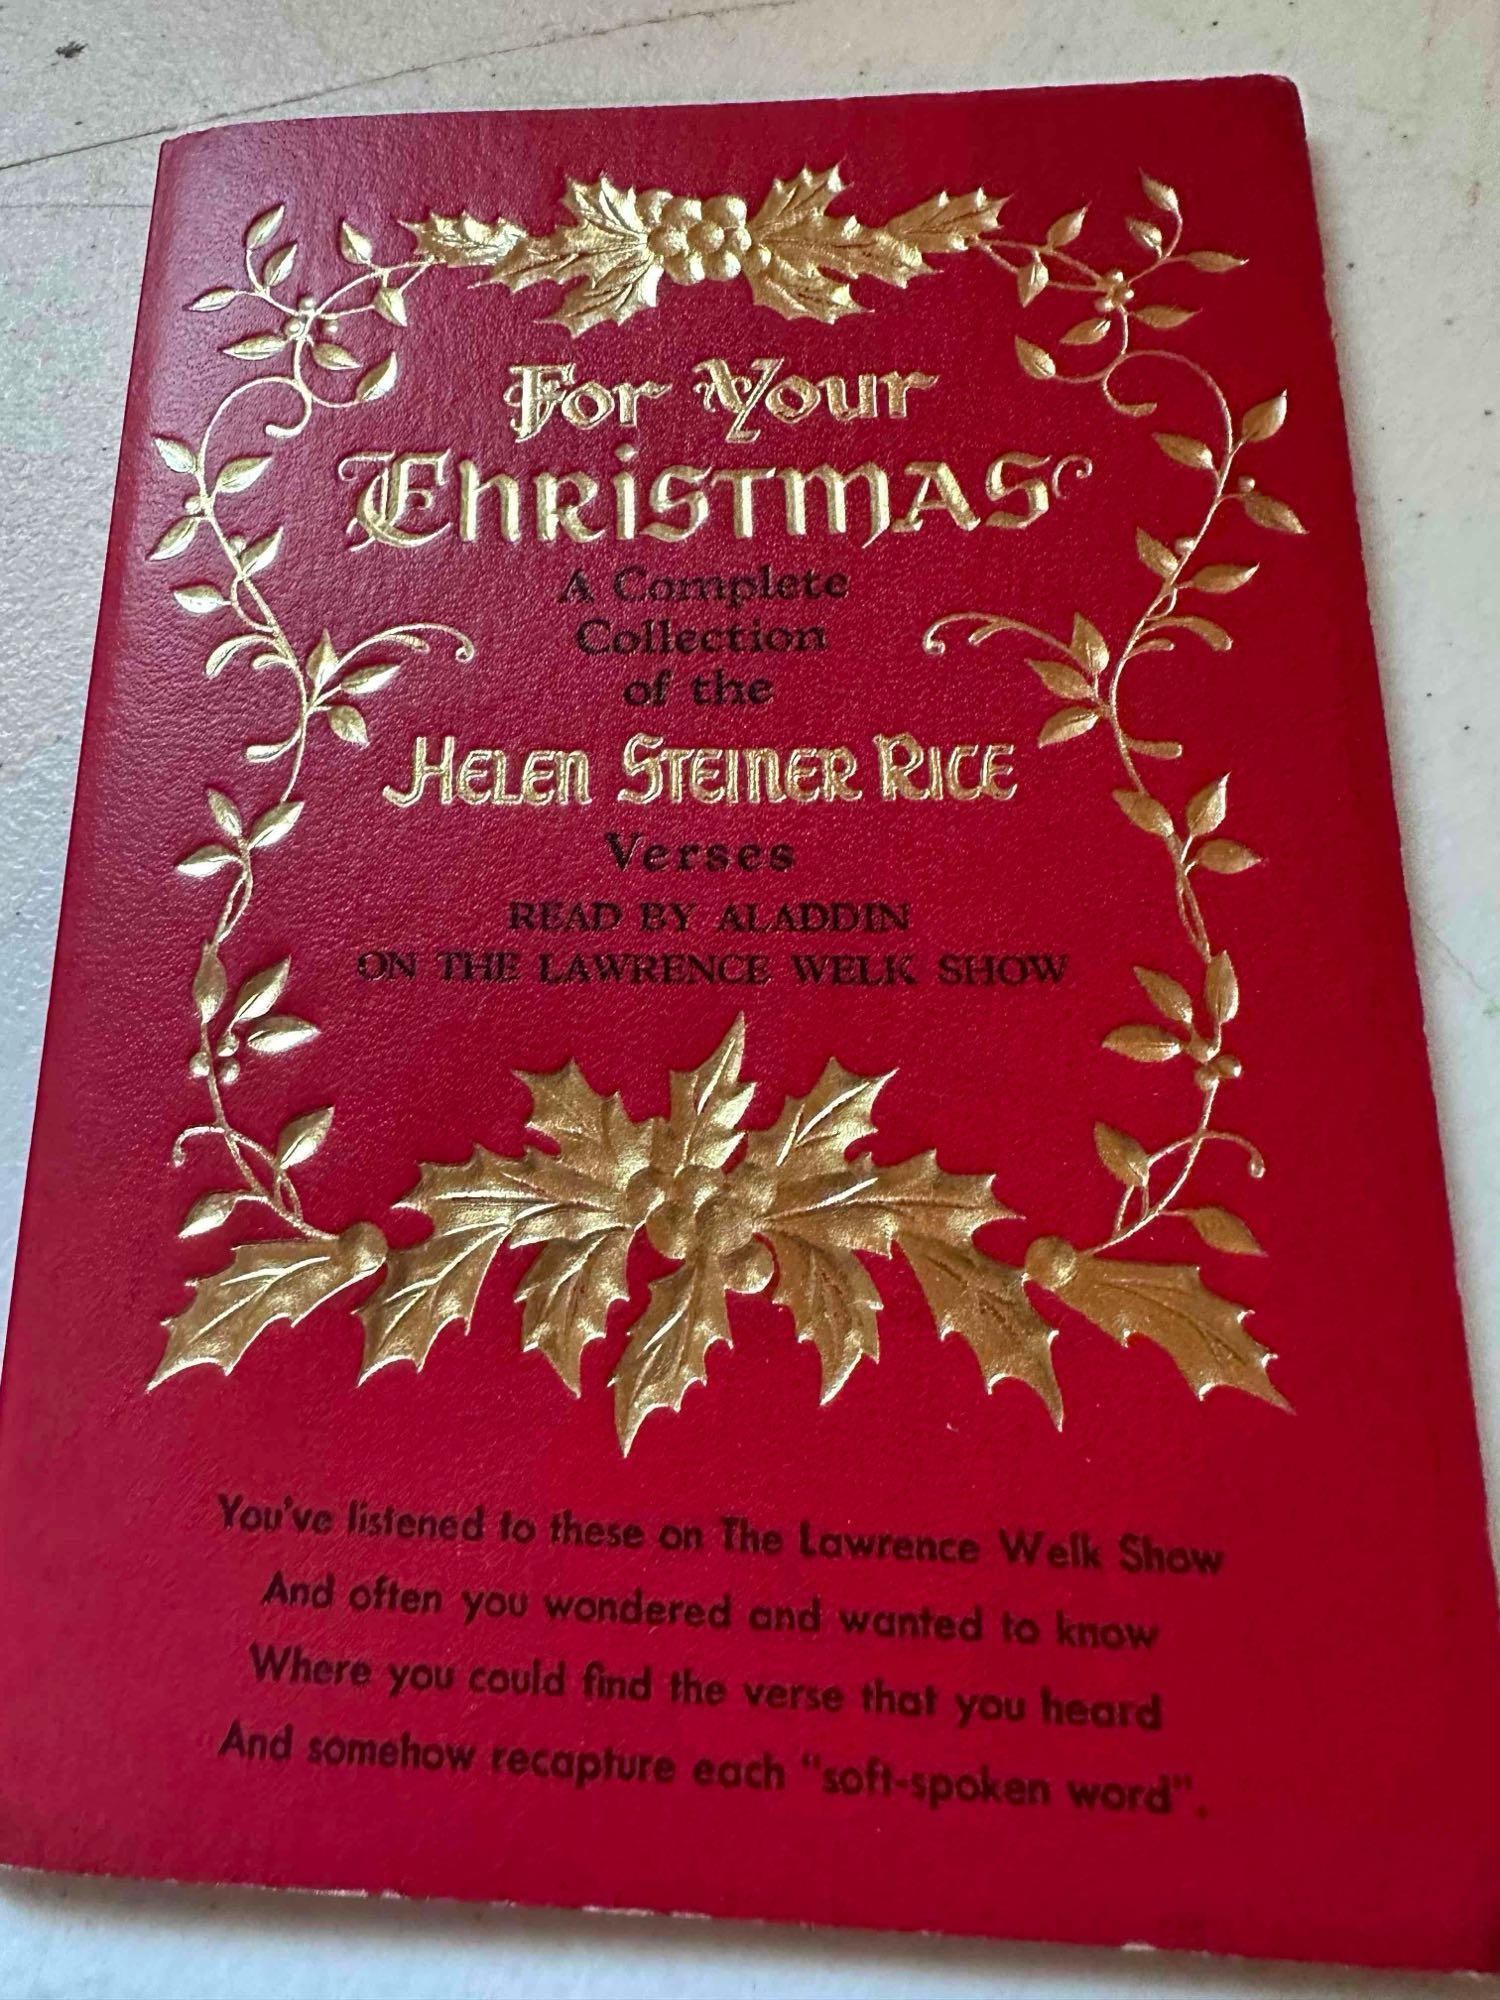 For Your
Christmas
A Complete
Collection
of the
Helen Steiner Rice
Verses
READ BY ALADDIN
ON THE LAWRENCE WELK SHOW
You've listened to these on The Lawrence Welk Show
And often you wondered and wanted to know
Where you could find the verse that you heard
And somehow recapture each "soft-spoken word".